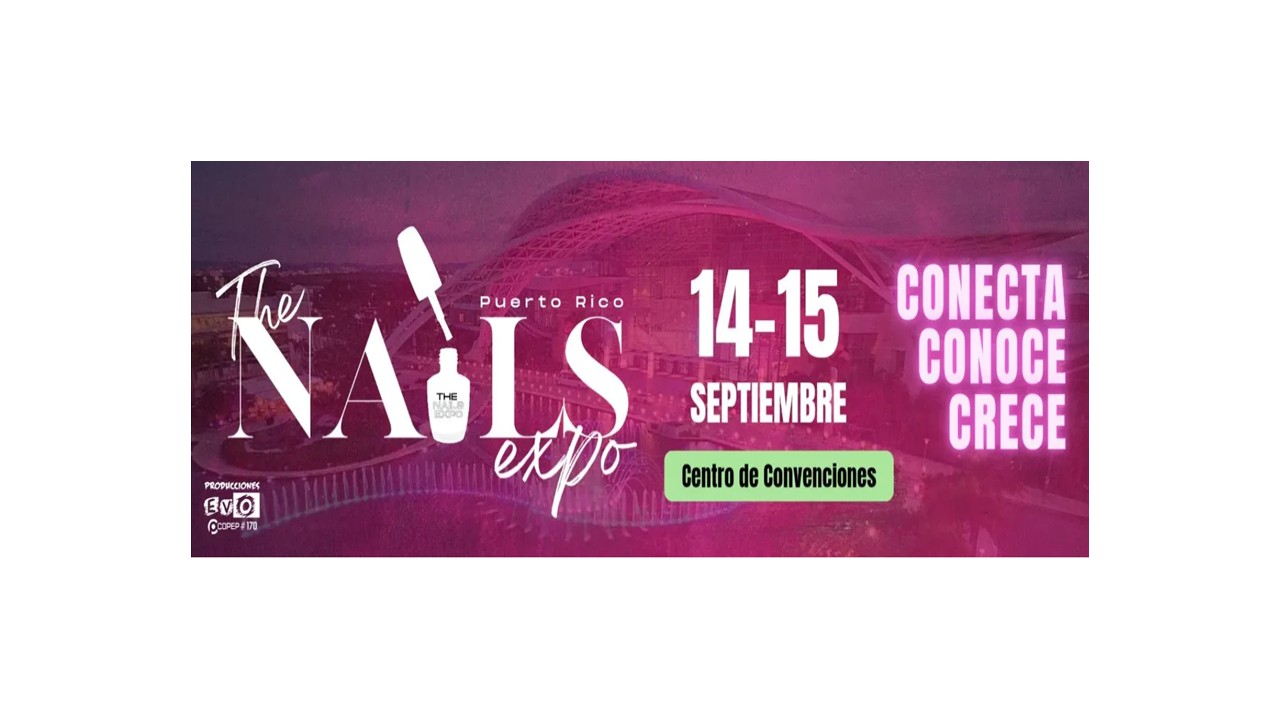 The
NAILS
Puerto Rico
expo
THE
NAILS
EXPO
14-15
SEPTIEMBRE
Centro de Convenciones
CONECTA
CONOCE
CRECE
PRODUCCIONES
EVO
COPEP #170